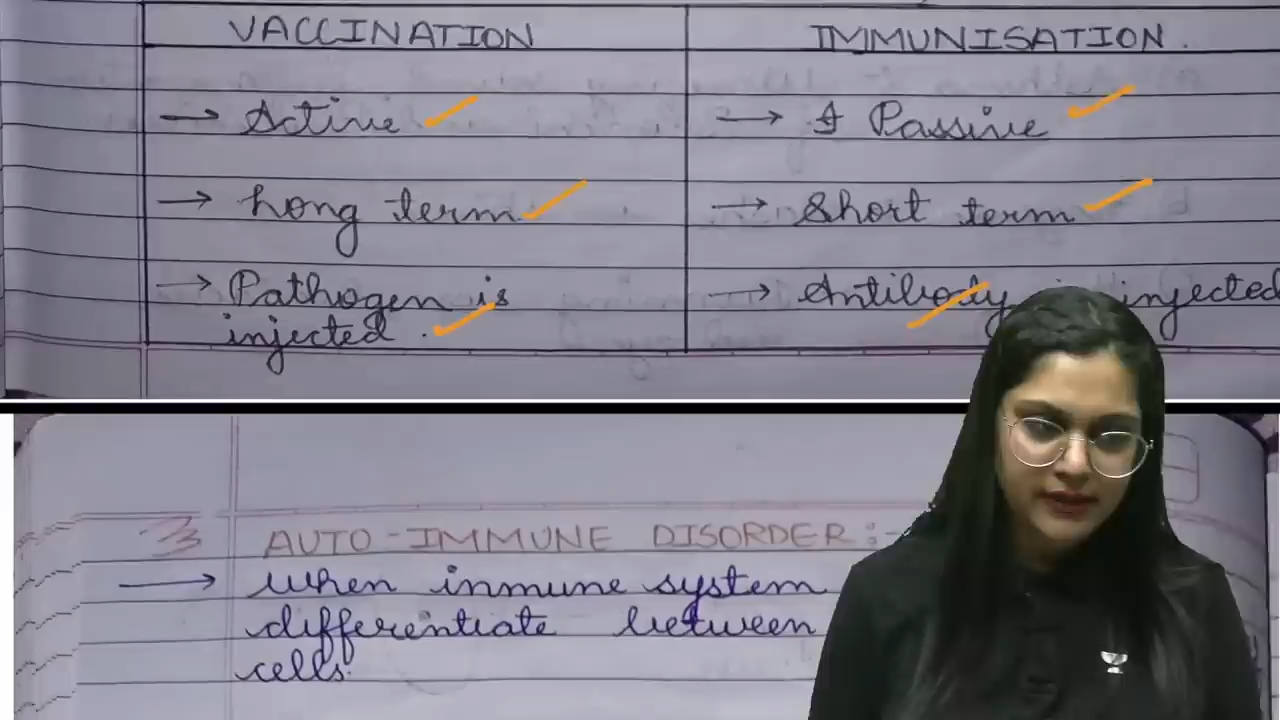 VACCINATION IMMUNISATION.
→ Active → Passive
→ Long term → Short term
→ Pathogen is → Antibody injected
injected.
3 AUTO-IMMUNE DISORDER:-
→ When inmune system
differentiate between
cells.